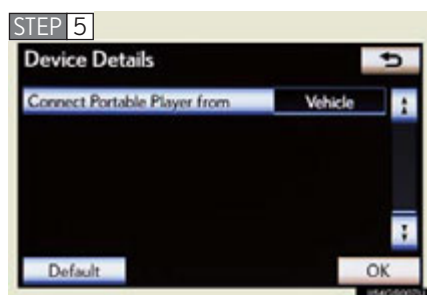 STEP 5
Device Details
Connect Portable Player from Vehicle
Default OK